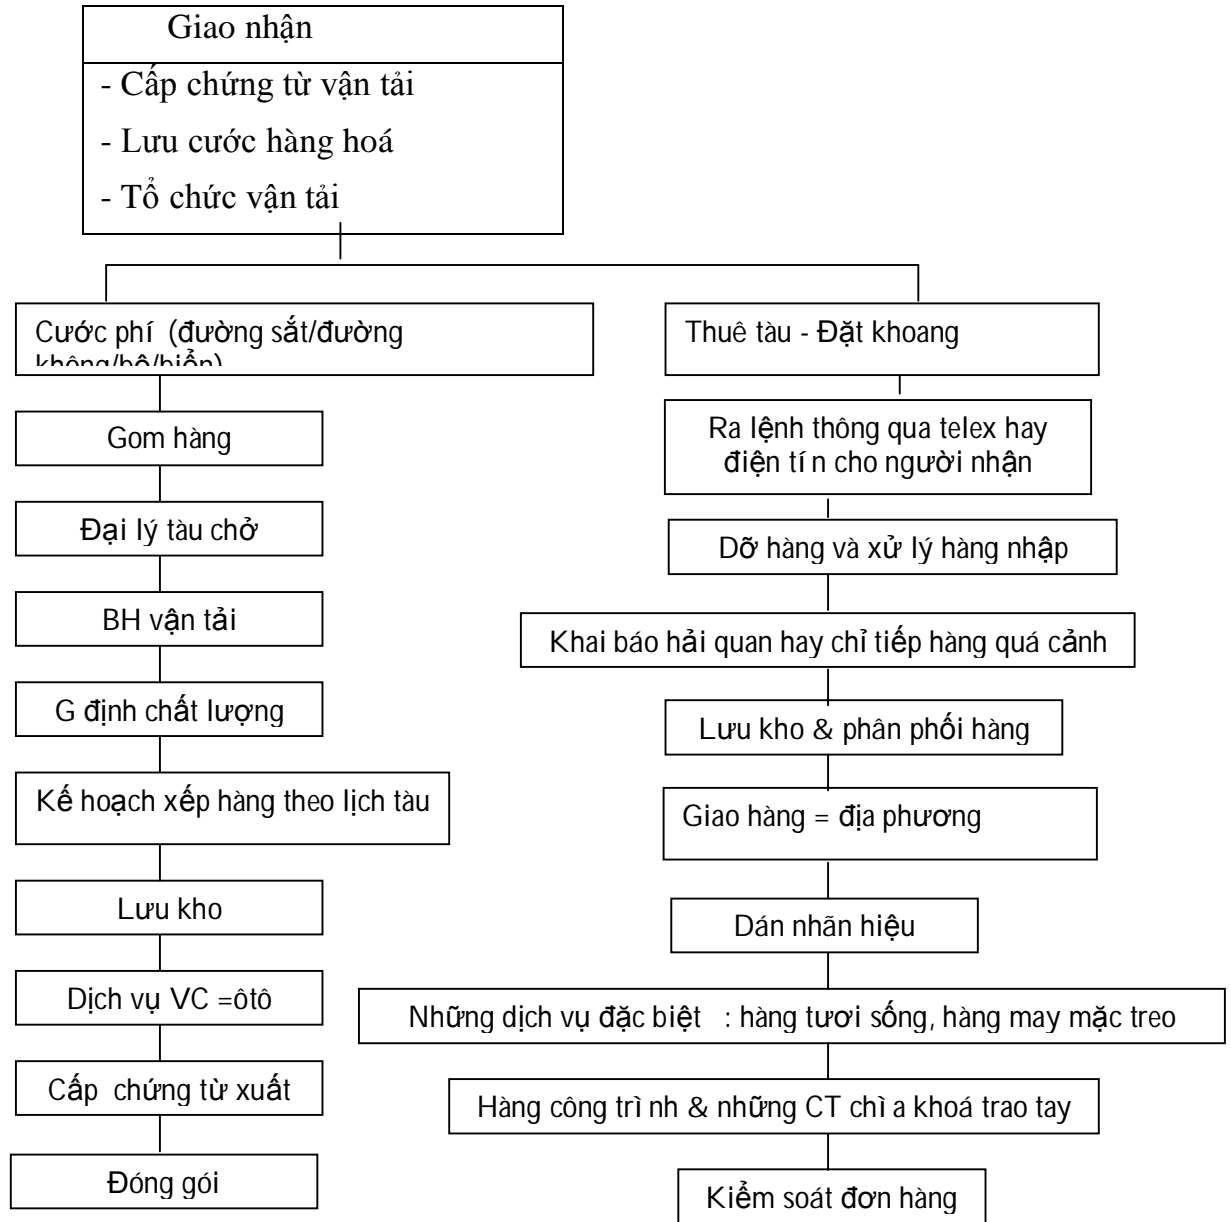 Giao nhận
- Cấp chứng từ vận tải
- Lưu cước hàng hoá
- Tổ chức vận tải
Cước phí (đường sắt/đường
không/bộ/biển)
Gom hàng
Đại lý tàu chở
BH vận tải
G định chất lượng
Kế hoạch xếp hàng theo lịch tàu
Lưu kho
Dịch vụ VC =ôtô
Cấp chứng từ xuất
Đóng gói
Thuê tàu - Đặt khoang
Ra lệnh thông qua telex hay
điện tín cho người nhận
Dỡ hàng và xử lý hàng nhập
Khai báo hải quan hay chỉ tiếp hàng quá cảnh
Lưu kho & phân phối hàng
Giao hàng = địa phương
Dán nhãn hiệu
Những dịch vụ đặc biệt : hàng tươi sống, hàng may mặc treo
Hàng công trình & những CT chìa khoá trao tay
Kiểm soát đơn hàng